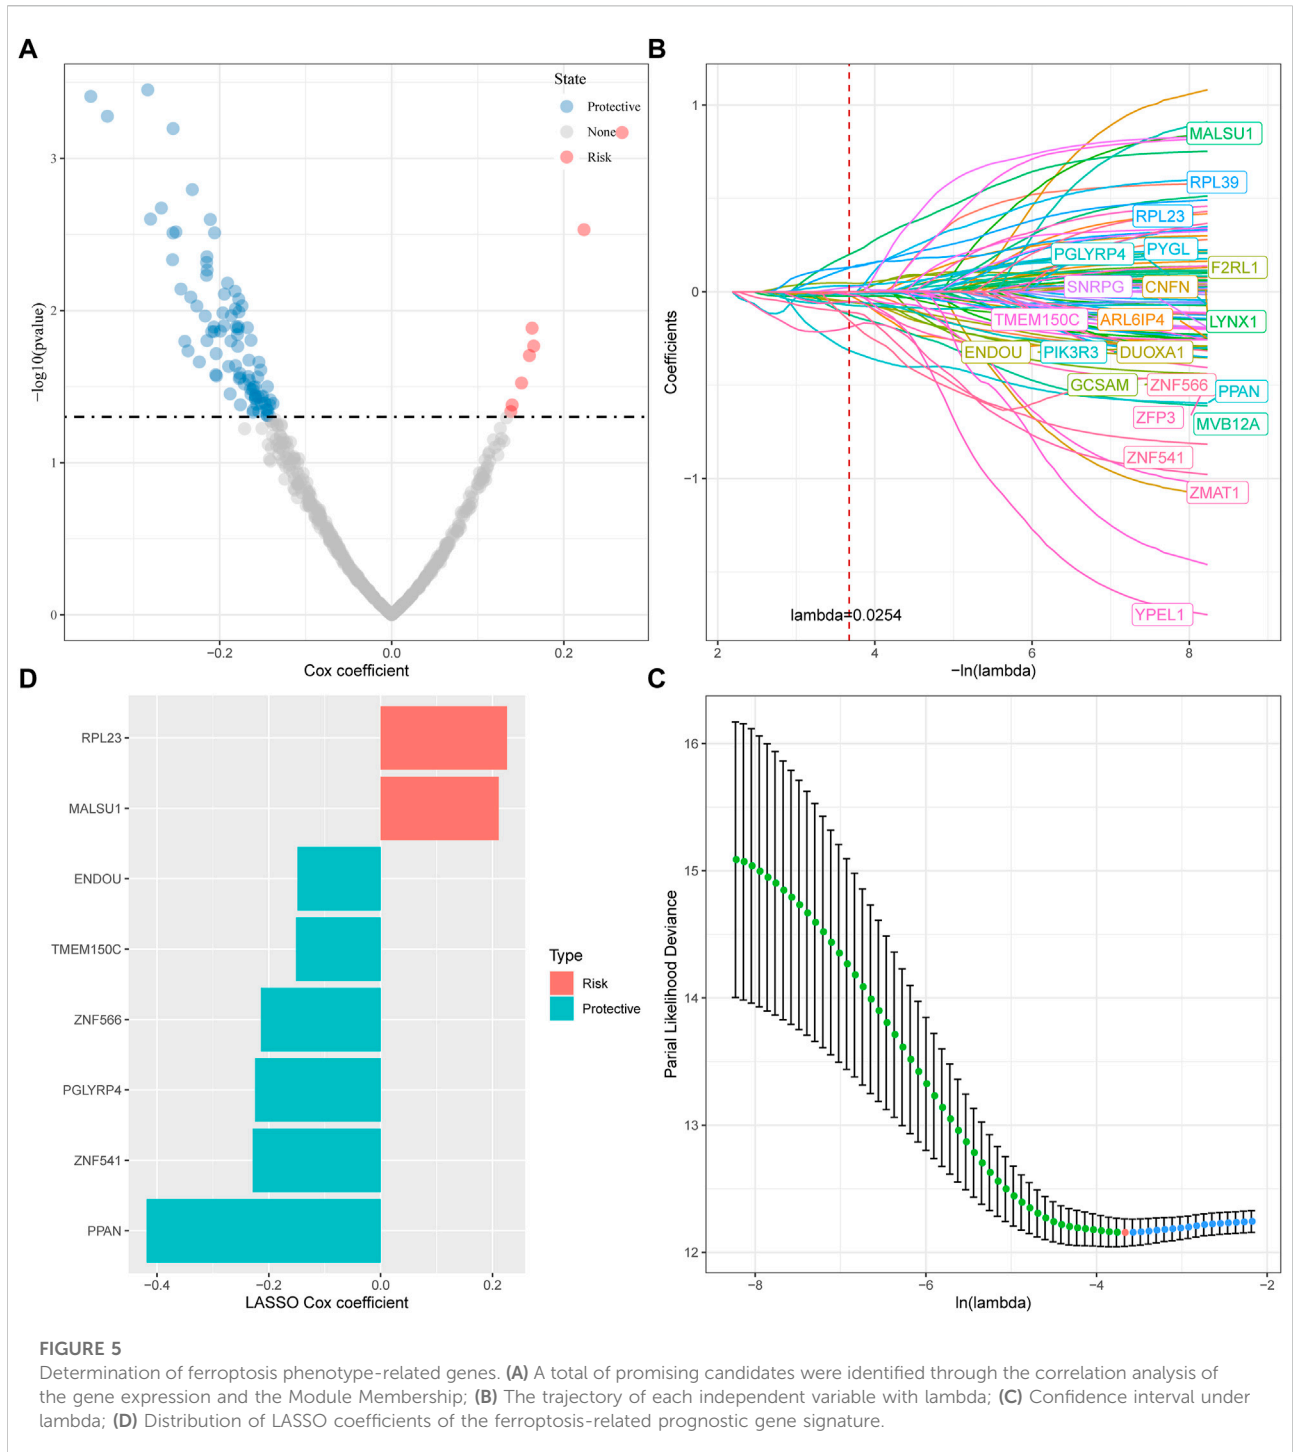 A
State
Protective
None
Risk
3
2
1
0
−log10(pvalue)
−0.2
0.0
0.2
Cox coefficient
B
1
0
−1
Coefficients
MALSU1
RPL39
RPL23
PGLYRP4
PYGL
F2RL1
SNRPG
CNFN
TMEM150C
ARL6IP4
LYNX1
ENDOU
PIK3R3
DUOXA1
GCSAM
ZNF566
PPAN
ZFP3
MVB12A
ZNF541
ZMAT1
YPEL1
lambda=0.0254
2
4
6
8
−ln(lambda)
D
RPL23
MALSU1
ENDOU
TMEM150C
ZNF566
PGLYRP4
ZNF541
PPAN
−0.4
−0.2
0.0
0.2
LASSO Cox coefficient
Type
Risk
Protective
C
16
15
14
13
12
Parial Likelihood Deviance
−8
−6
−4
−2
ln(lambda)
FIGURE 5
Determination of ferroptosis phenotype-related genes. (A) A total of promising candidates were identified through the correlation analysis of
the gene expression and the Module Membership; (B) The trajectory of each independent variable with lambda; (C) Confidence interval under
lambda; (D) Distribution of LASSO coefficients of the ferroptosis-related prognostic gene signature.